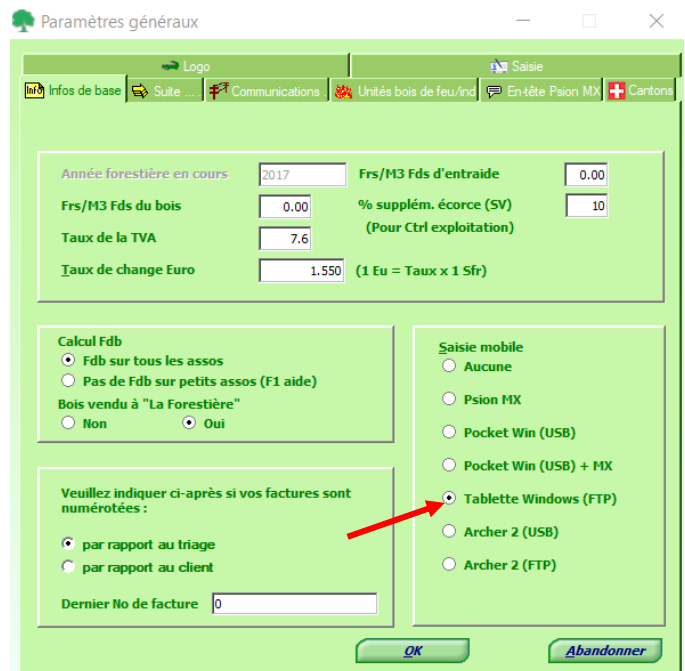 Paramètres généraux
Logo
Saisie
Info Infos de base
Suite ...
Communications
Unités bois de feu/ind
En-tête Psion MX
Cantons
Année forestière en cours 2017
Frs/M3 Fds d'entraide 0.00
Frs/M3 Fds du bois 0.00
% supplém. écorce (SV) 10
(Pour Ctrl exploitation)
Taux de la TVA 7.6
Taux de change Euro 1.550 (1 Eu = Taux x 1 Sfr)
Calcul Fdb
Fdb sur tous les assos
Pas de Fdb sur petits assos (F1 aide)
Bois vendu à "La Forestière"
Non Oui
Veuillez indiquer ci-après si vos factures sont
numérotées :
par rapport au triage
par rapport au client
Dernier No de facture 0
Saisie mobile
Aucune
Psion MX
Pocket Win (USB)
Pocket Win (USB) + MX
Tablette Windows (FTP)
Archer 2 (USB)
Archer 2 (FTP)
OK
Abandonner